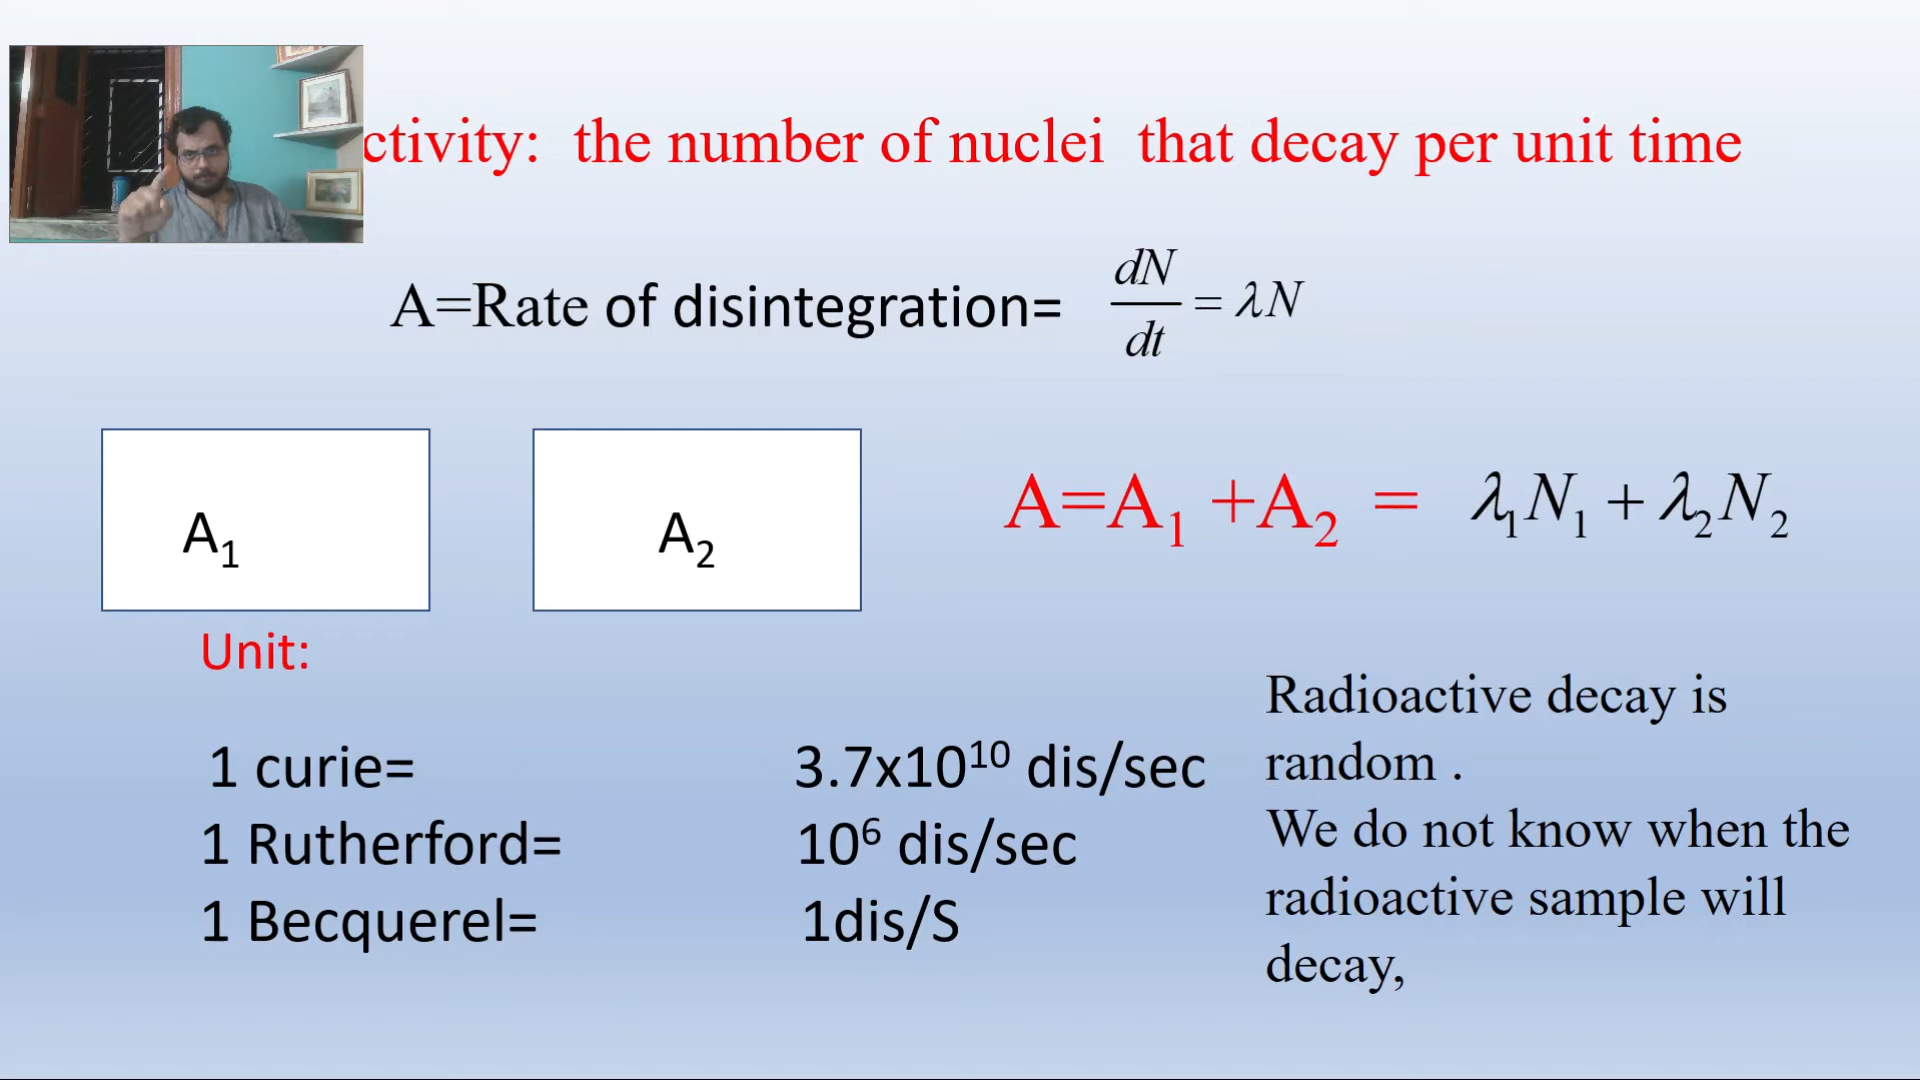 ctivity: the number of nuclei that decay per unit time
A=Rate of disintegration= dN/dt = λN
A₁ A₂ A=A₁ +A₂ = λ₁N₁ + λ₂N₂
Unit:
1 curie= 3.7x10¹⁰ dis/sec
1 Rutherford= 10⁶ dis/sec
1 Becquerel= 1dis/S
Radioactive decay is
random .
We do not know when the
radioactive sample will
decay,